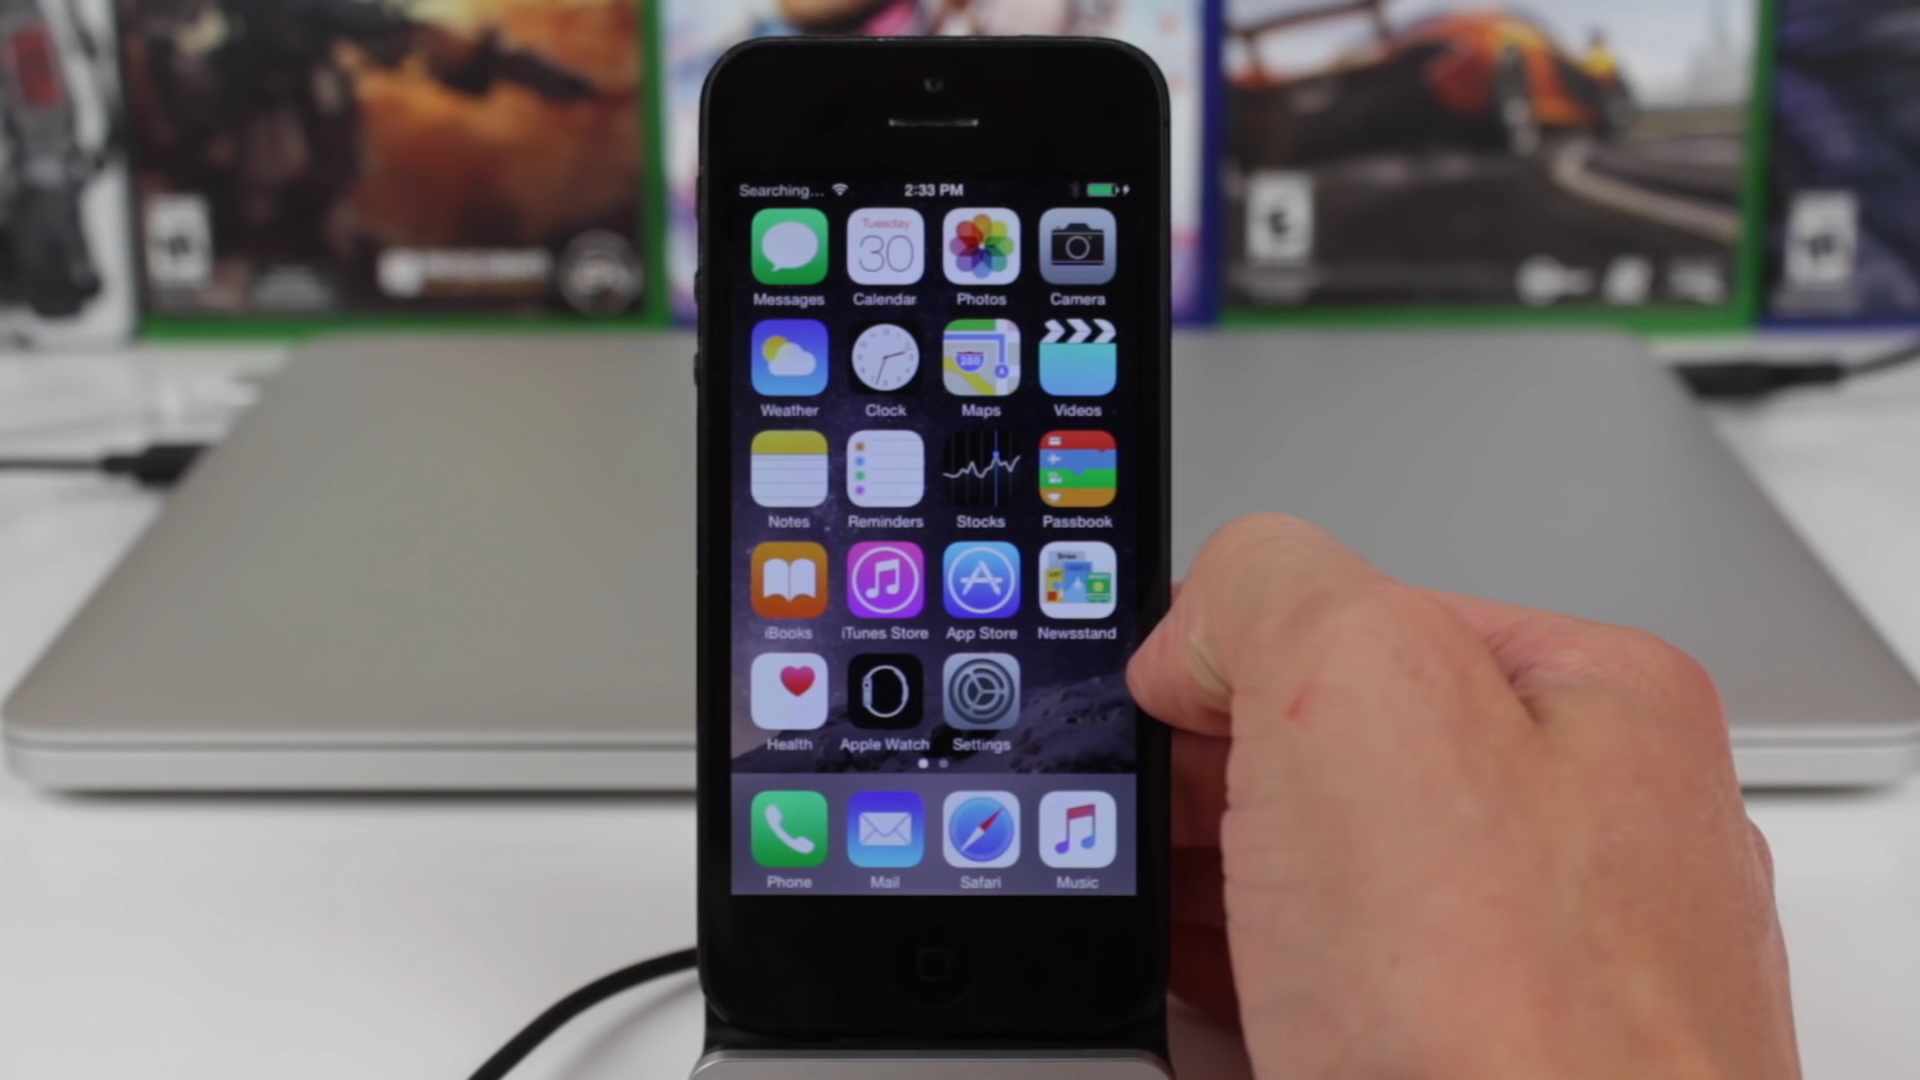 Searching... 2:33 PM
Tuesday
30
Messages Calendar Photos Camera
280
Weather Clock Maps Videos
Notes Reminders Stocks Passbook
iBooks iTunes Store App Store Newsstand
Health Apple Watch Settings
Phone Mail Safari Music